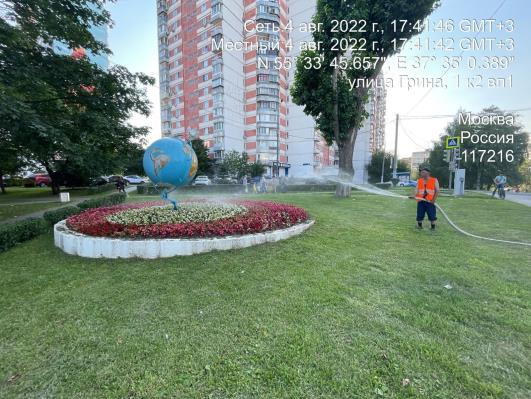 Сеть 4 авг. 2022 г., 17:41:46 GMT+3
Местный 4 авг. 2022 г., 17:41:42 GMT+3
N 55° 33' 45.657", E 37° 35' 0.389"
улица Грина, 1 к2 вл1
Москва
Россия
117216